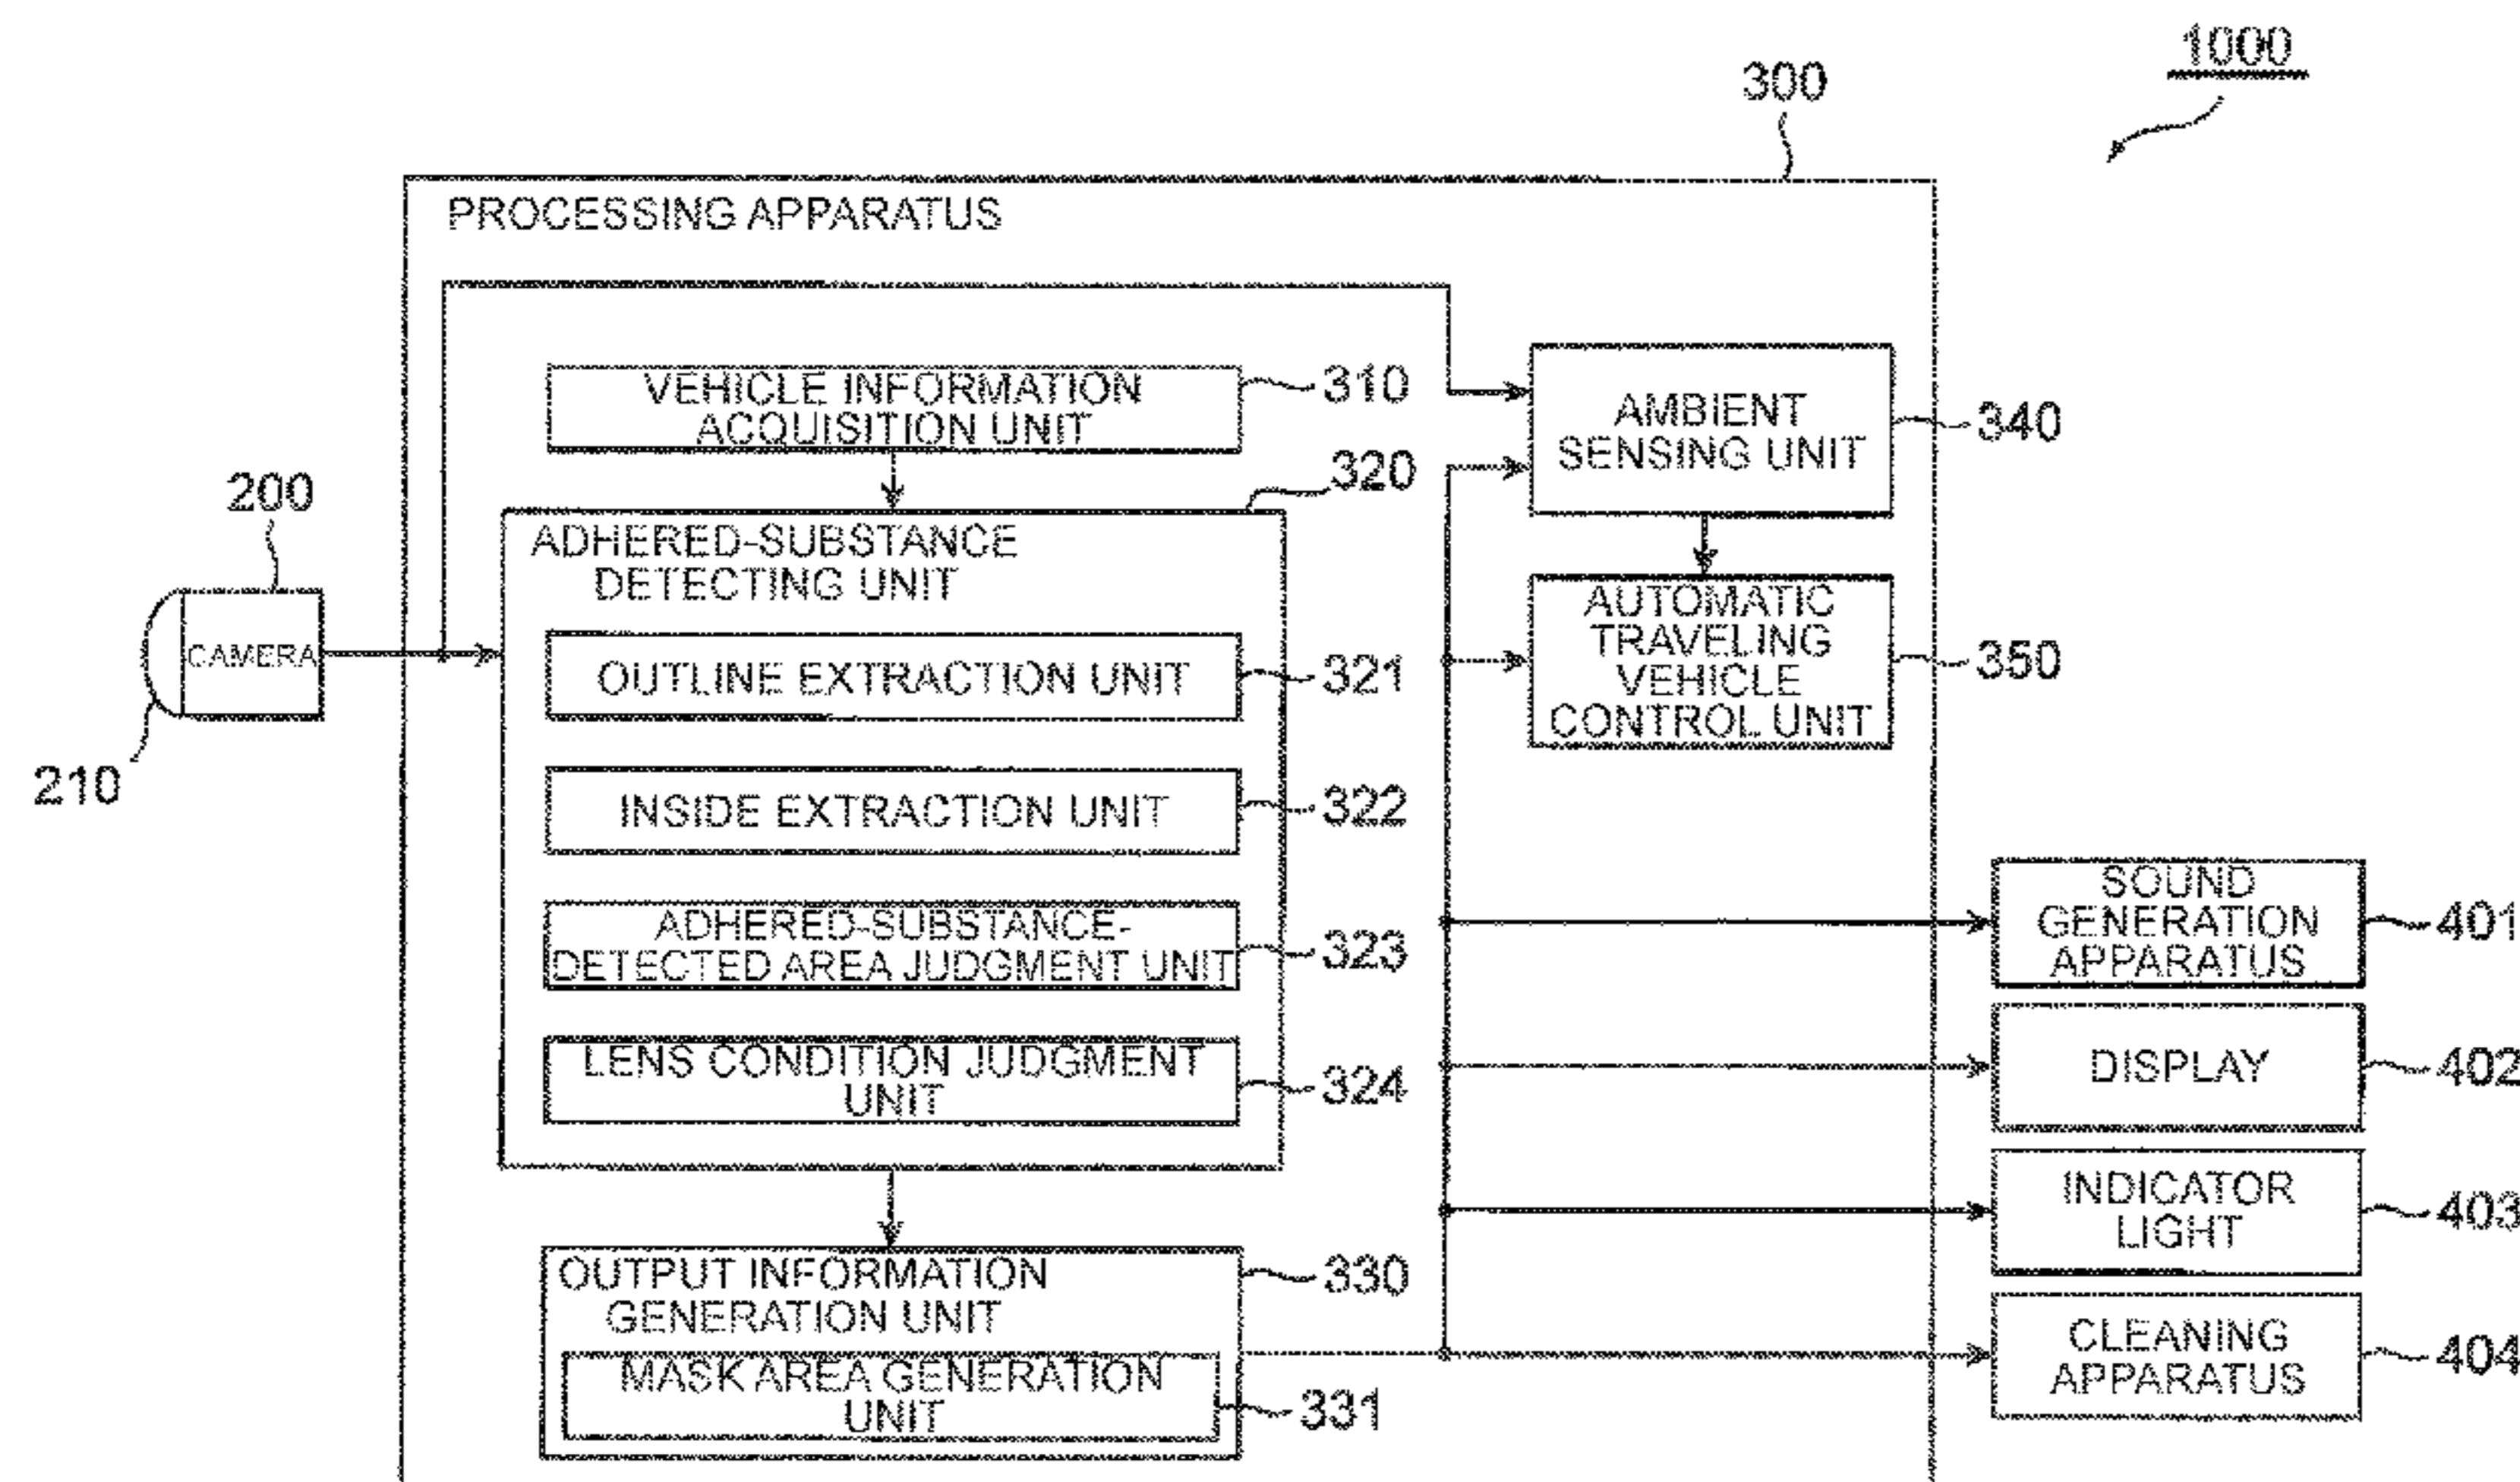 1000
300
PROCESSING APPARATUS
VEHICLE INFORMATION
ACQUISITION UNIT
310
AMBIENT
SENSING UNIT
340
320
200
ADHERED-SUBSTANCE
DETECTING UNIT
CAMERA
210
OUTLINE EXTRACTION UNIT
321
AUTOMATIC
TRAVELING
VEHICLE
CONTROL UNIT
350
INSIDE EXTRACTION UNIT
322
ADHERED-SUBSTANCE-
DETECTED AREA JUDGMENT UNIT
323
SOUND
GENERATION
APPARATUS
401
LENS CONDITION JUDGMENT
UNIT
324
DISPLAY
402
INDICATOR
LIGHT
403
OUTPUT INFORMATION
GENERATION UNIT
330
MASK AREA GENERATION
UNIT
331
CLEANING
APPARATUS
404